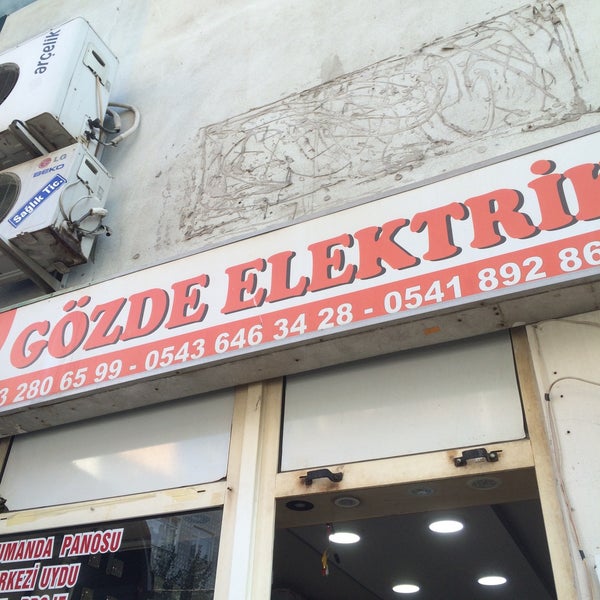 arçelik
LG
BEKO
Sağlık Tic.
GÖZDE ELEKTRİK
3 280 65 99 - 0543 646 34 28 - 0541 892 86
UMANDA PANOSU
RKEZİ UYDU